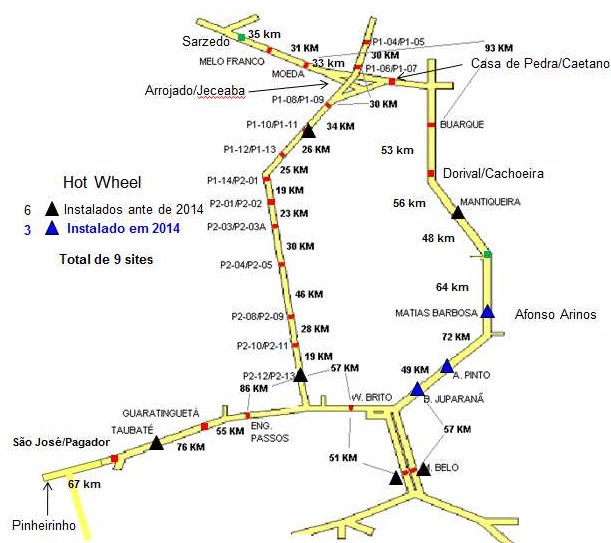 Sarzedo
35 km
31 KM
MELO FRANCO
33 km
MOEDA
P1-04/P1-05
30 KM
P1-06/P1-07
93 KM
Casa de Pedra/Caetano
Arrojado/Jeceaba
P1-08/P1-09
30 KM
34 KM
P1-10/P1-11
26 KM
P1-12/P1-13
25 KM
P1-14/P2-01
19 KM
P2-01/P2-02
23 KM
P2-03/P2-03A
30 KM
P2-04/P2-05
46 KM
P2-08/P2-09
28 KM
P2-10/P2-11
19 KM
P2-12/P2-13
57 KM
86 KM
BUARQUE
53 km
Dorival/Cachoeira
56 km
MANTIQUEIRA
48 km
64 km
MATIAS BARBOSA
Afonso Arinos
72 KM
A. PINTO
49 KM
B. JUPARANÃ
57 KM
W. BRITO
51 KM
M. BELO
Hot Wheel
6 Instalados ante de 2014
3 Instalado em 2014
Total de 9 sites
GUARATINGUETÁ
TAUBATÉ
ENG.
PASSOS
55 KM
76 KM
São José/Pagador
67 km
Pinheirinho